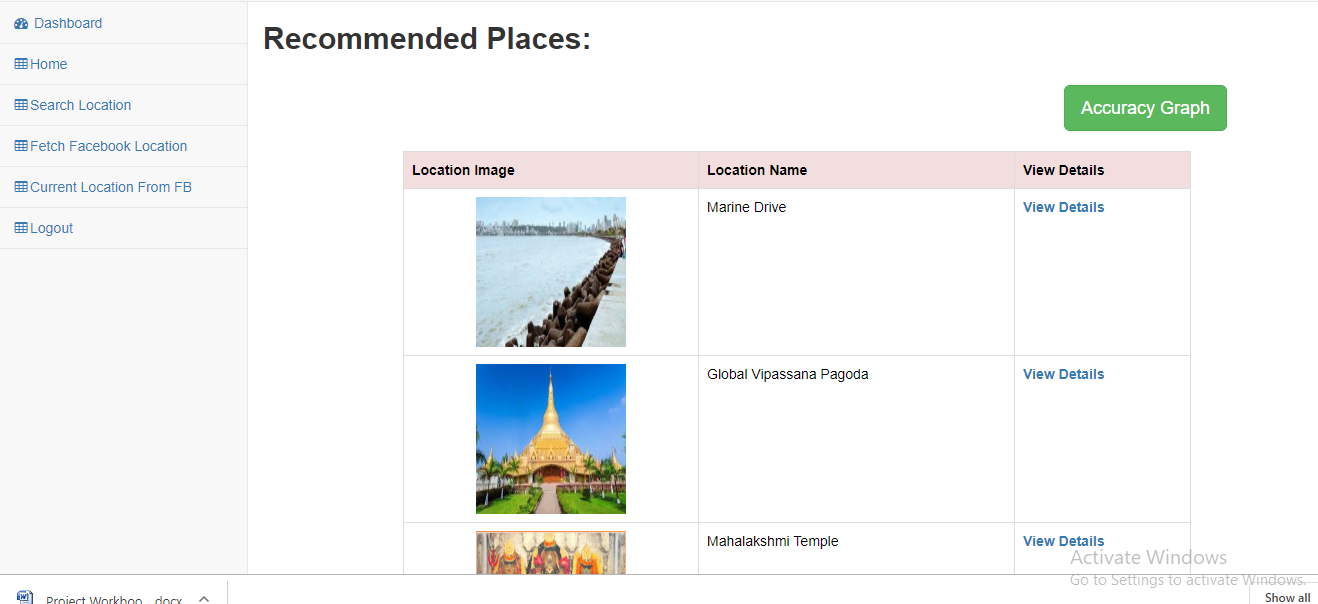 Dashboard
Home
Search Location
Fetch Facebook Location
Current Location From FB
Logout
Recommended Places:
Accuracy Graph
Location Image Location Name View Details
Marine Drive View Details
Global Vipassana Pagoda View Details
Mahalakshmi Temple View Details
Activate Windows
Go to Settings to activate Windows.
Project Workboo....docx
Show all